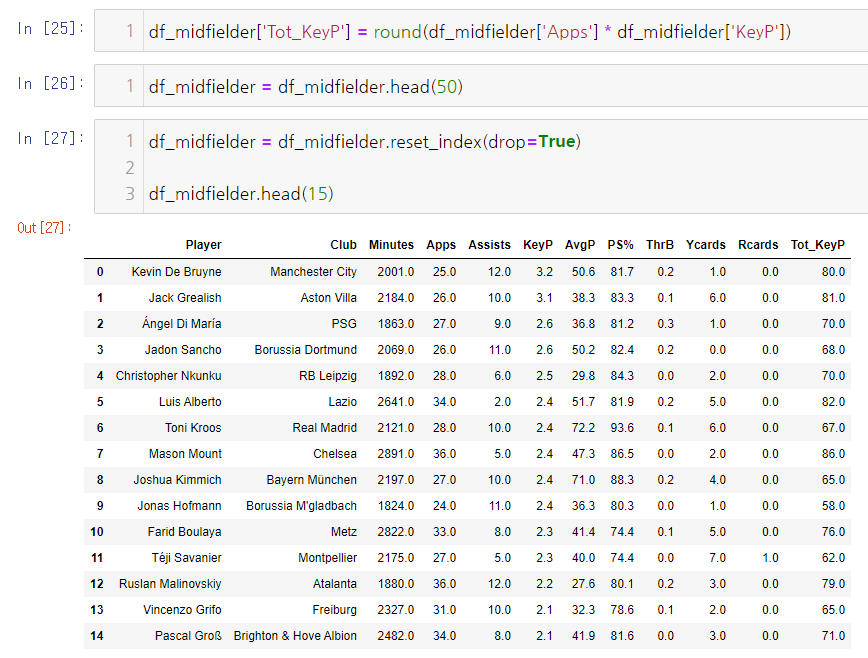 In [25]: 1 df_midfielder['Tot_KeyP'] = round(df_midfielder['Apps'] * df_midfielder['KeyP'])
In [26]: 1 df_midfielder = df_midfielder.head(50)
In [27]: 1 df_midfielder = df_midfielder.reset_index(drop=True)
2
3 df_midfielder.head(15)
Out[27]:
Player Club Minutes Apps Assists KeyP AvgP PS% ThrB Ycards Rcards Tot_KeyP
0 Kevin De Bruyne Manchester City 2001.0 25.0 12.0 3.2 50.6 81.7 0.2 1.0 0.0 80.0
1 Jack Grealish Aston Villa 2184.0 26.0 10.0 3.1 38.3 83.3 0.1 6.0 0.0 81.0
2 Ángel Di María PSG 1863.0 27.0 9.0 2.6 36.8 81.2 0.3 1.0 0.0 70.0
3 Jadon Sancho Borussia Dortmund 2069.0 26.0 11.0 2.6 50.2 82.4 0.2 0.0 0.0 68.0
4 Christopher Nkunku RB Leipzig 1892.0 28.0 6.0 2.5 29.8 84.3 0.0 2.0 0.0 70.0
5 Luis Alberto Lazio 2641.0 34.0 2.0 2.4 51.7 81.9 0.2 5.0 0.0 82.0
6 Toni Kroos Real Madrid 2121.0 28.0 10.0 2.4 72.2 93.6 0.1 6.0 0.0 67.0
7 Mason Mount Chelsea 2891.0 36.0 5.0 2.4 47.3 86.5 0.0 2.0 0.0 86.0
8 Joshua Kimmich Bayern München 2197.0 27.0 10.0 2.4 71.0 88.3 0.2 4.0 0.0 65.0
9 Jonas Hofmann Borussia M'gladbach 1824.0 24.0 11.0 2.4 36.3 80.3 0.0 1.0 0.0 58.0
10 Farid Boulaya Metz 2822.0 33.0 8.0 2.3 41.4 74.4 0.1 5.0 0.0 76.0
11 Téji Savanier Montpellier 2175.0 27.0 5.0 2.3 40.0 74.4 0.0 7.0 1.0 62.0
12 Ruslan Malinovskiy Atalanta 1880.0 36.0 12.0 2.2 27.6 80.1 0.2 3.0 0.0 79.0
13 Vincenzo Grifo Freiburg 2327.0 31.0 10.0 2.1 32.3 78.6 0.1 2.0 0.0 65.0
14 Pascal Groß Brighton & Hove Albion 2482.0 34.0 8.0 2.1 41.9 81.6 0.0 3.0 0.0 71.0